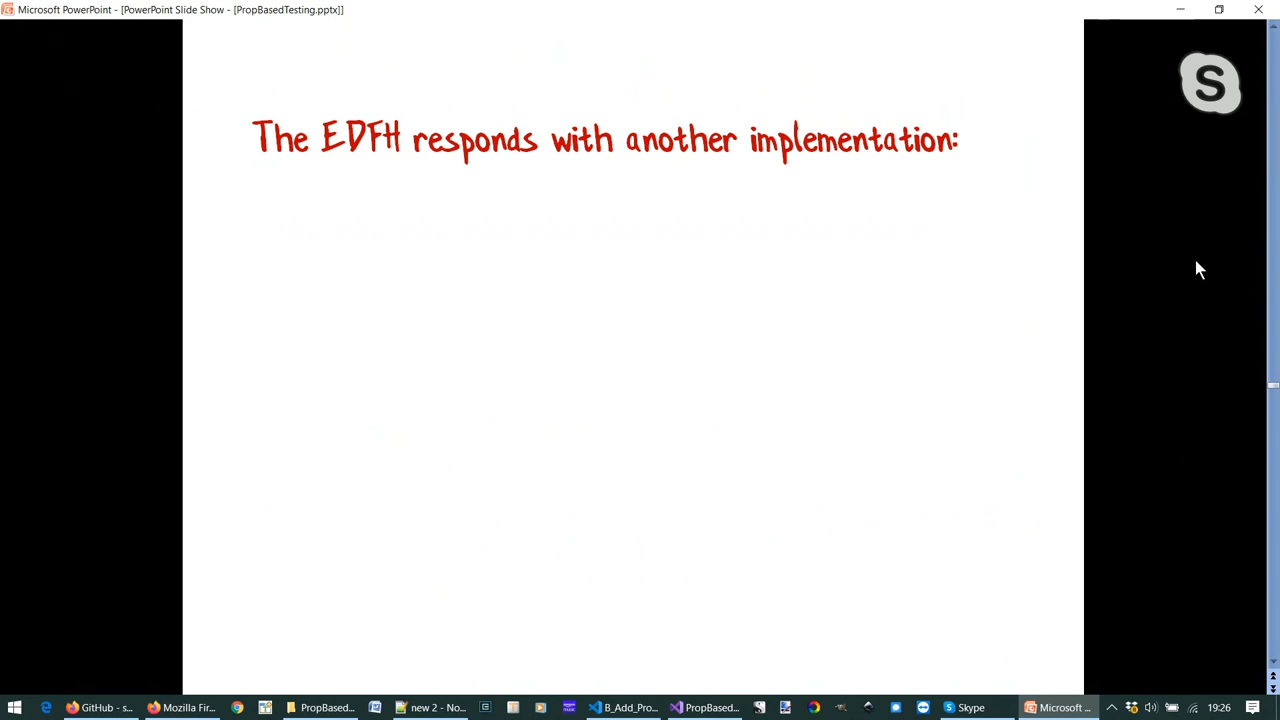 Microsoft PowerPoint - [PowerPoint Slide Show - [PropBasedTesting.pptx]]
S
The EDFH responds with another implementation:
GitHub - s...
Mozilla Fir...
PropBased...
new 2 - No...
B_Add_Pro...
PropBased...
Skype
Microsoft ...
19:26